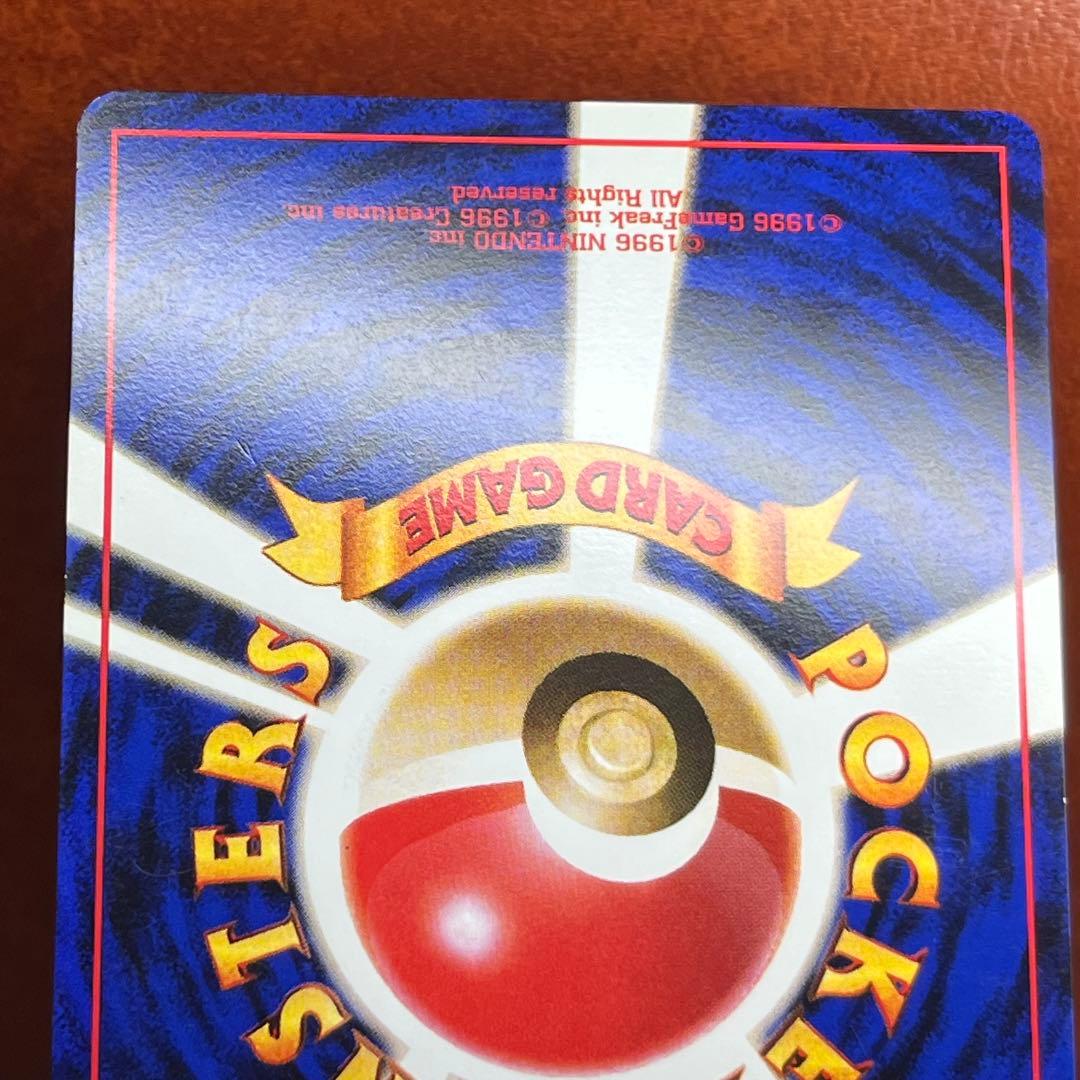 POCKE
STERS
CARD GAME
©1996 NINTENDO inc
©1996 GameFreak inc. ©1996 Creatures inc.
All Rights reserved.